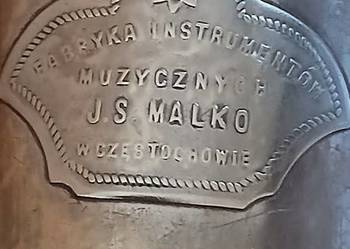 FABRYKA INSTRUMENTÓW
MUZYCZNYCH
J.S. MALKO
W CZĘSTOCHOWIE